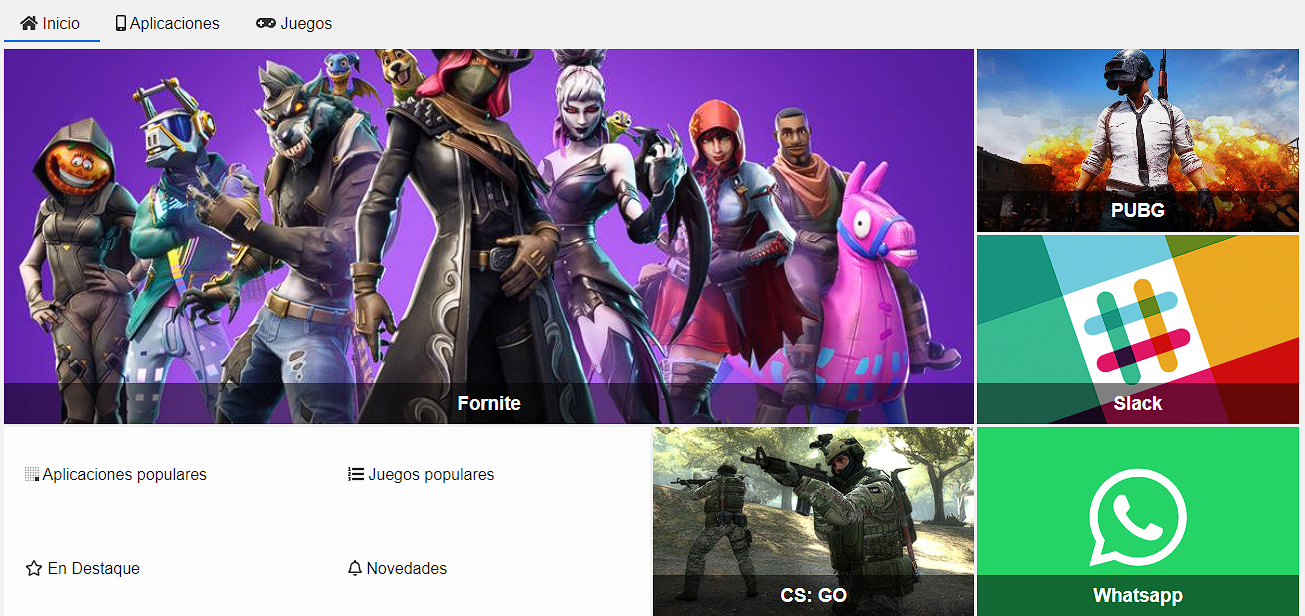 Inicio
Aplicaciones
Juegos
Fornite
PUBG
Slack
Aplicaciones populares
Juegos populares
En Destaque
Novedades
CS: GO
Whatsapp